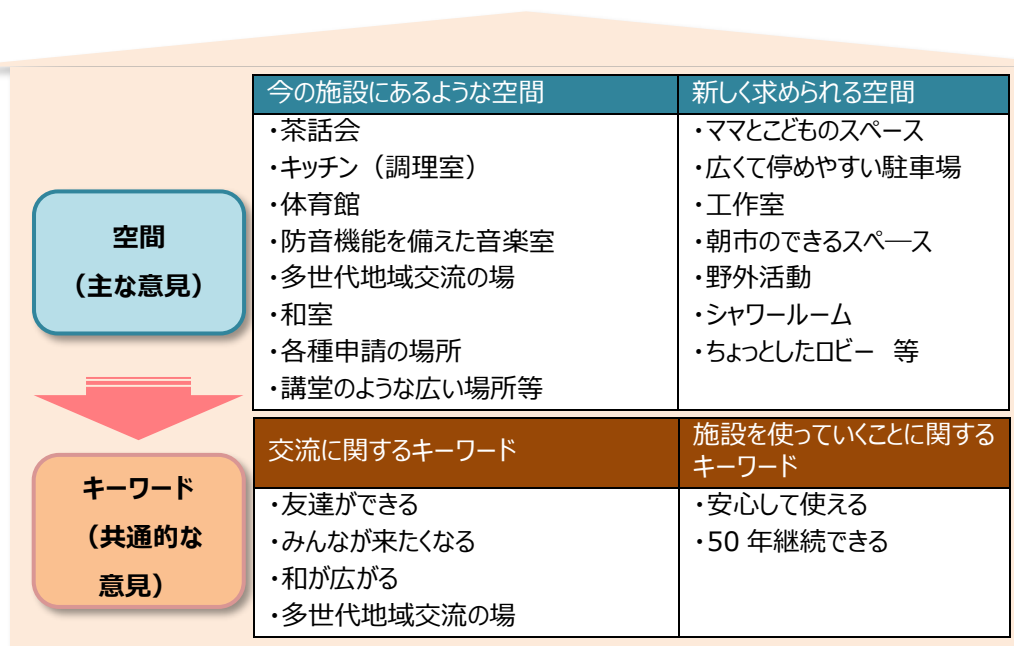 今の施設にあるような空間
新しく求められる空間
・茶話会
・キッチン（調理室）
・体育館
・防音機能を備えた音楽室
・多世代地域交流の場
・和室
・各種申請の場所
・講堂のような広い場所等
・ママとこどものスペース
・広くて停めやすい駐車場
・工作室
・朝市のできるスペ―ス
・野外活動
・シャワールーム
・ちょっとしたロビー　等
空間
（主な意見）
交流に関するキーワード
施設を使っていくことに関する
キーワード
・友達ができる
・みんなが来たくなる
・和が広がる
・多世代地域交流の場
・安心して使える
・50 年継続できる
キーワード
（共通的な
意見）